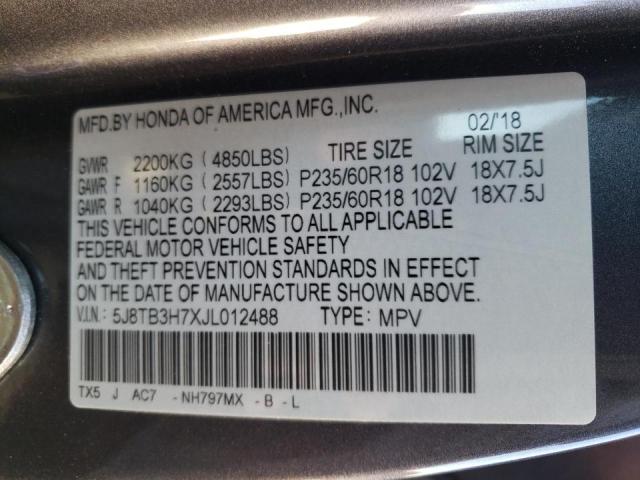 MFD.BY HONDA OF AMERICA MFG.,INC. 02/'18
GVWR 2200KG (4850LBS) TIRE SIZE RIM SIZE
GAWR F 1160KG (2557LBS) P235/60R18 102V 18X7.5J
GAWR R 1040KG (2293LBS) P235/60R18 102V 18X7.5J
THIS VEHICLE CONFORMS TO ALL APPLICABLE
FEDERAL MOTOR VEHICLE SAFETY
AND THEFT PREVENTION STANDARDS IN EFFECT
ON THE DATE OF MANUFACTURE SHOWN ABOVE.
V.I.N.: 5J8TB3H7XJL012488 TYPE: MPV
TX5 J AC7 - NH797MX - B - L